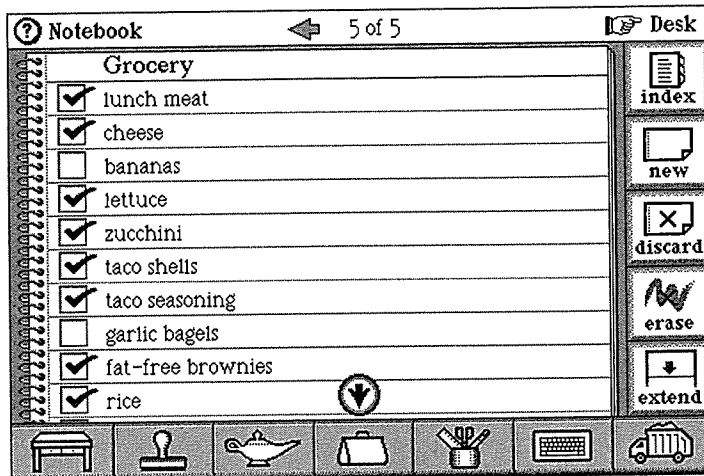 ? Notebook 5 of 5 Desk
Grocery
lunch meat
cheese
bananas
lettuce
zucchini
taco shells
taco seasoning
garlic bagels
fat-free brownies
rice
index
new
discard
erase
extend